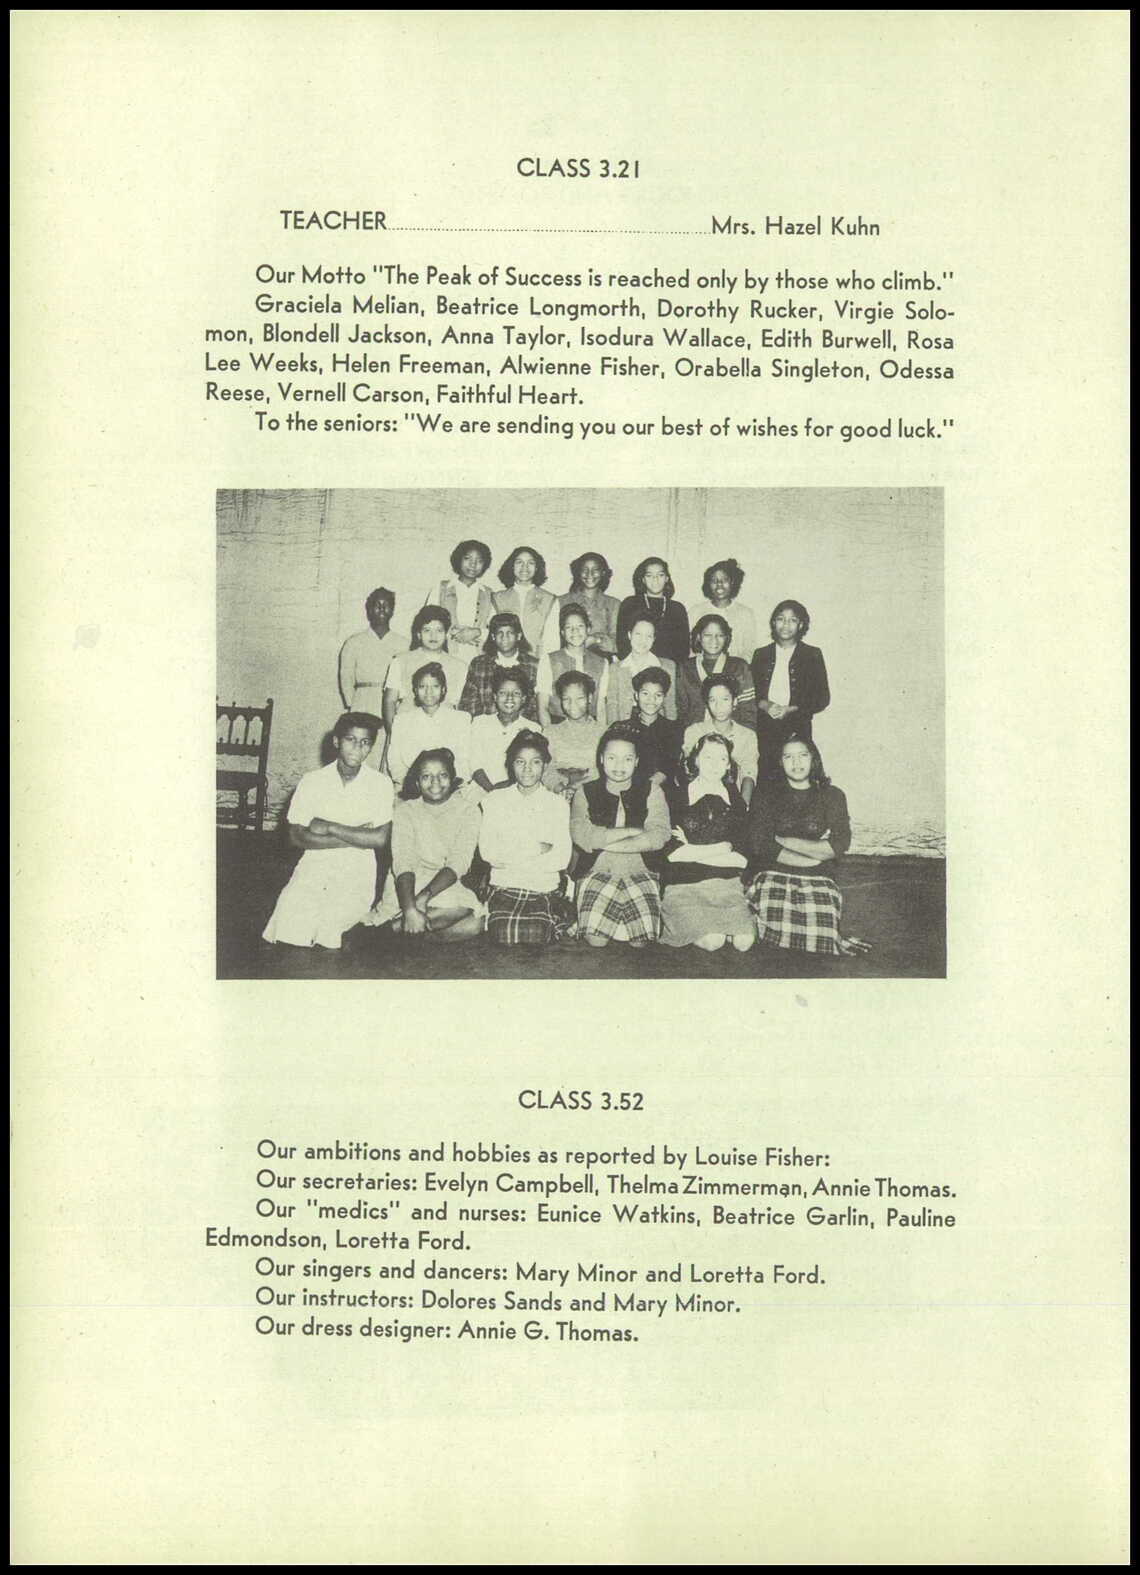 CLASS 3.21
TEACHER........................................Mrs. Hazel Kuhn
Our Motto "The Peak of Success is reached only by those who climb."
Graciela Melian, Beatrice Longmorth, Dorothy Rucker, Virgie Solo-
mon, Blondell Jackson, Anna Taylor, Isodura Wallace, Edith Burwell, Rosa
Lee Weeks, Helen Freeman, Alwienne Fisher, Orabella Singleton, Odessa
Reese, Vernell Carson, Faithful Heart.
To the seniors: "We are sending you our best of wishes for good luck."
CLASS 3.52
Our ambitions and hobbies as reported by Louise Fisher:
Our secretaries: Evelyn Campbell, Thelma Zimmerman, Annie Thomas.
Our "medics" and nurses: Eunice Watkins, Beatrice Garlin, Pauline
Edmondson, Loretta Ford.
Our singers and dancers: Mary Minor and Loretta Ford.
Our instructors: Dolores Sands and Mary Minor.
Our dress designer: Annie G. Thomas.